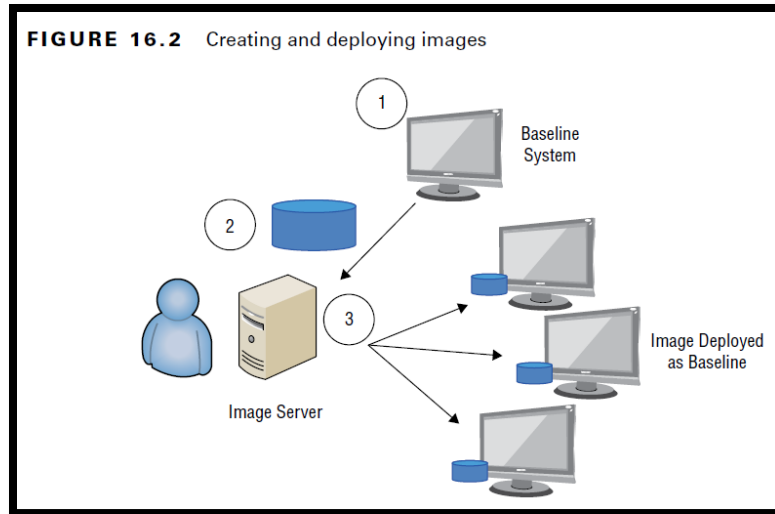 FIGURE 16.2 Creating and deploying images
1
Baseline
System
2
3
Image Deployed
as Baseline
Image Server